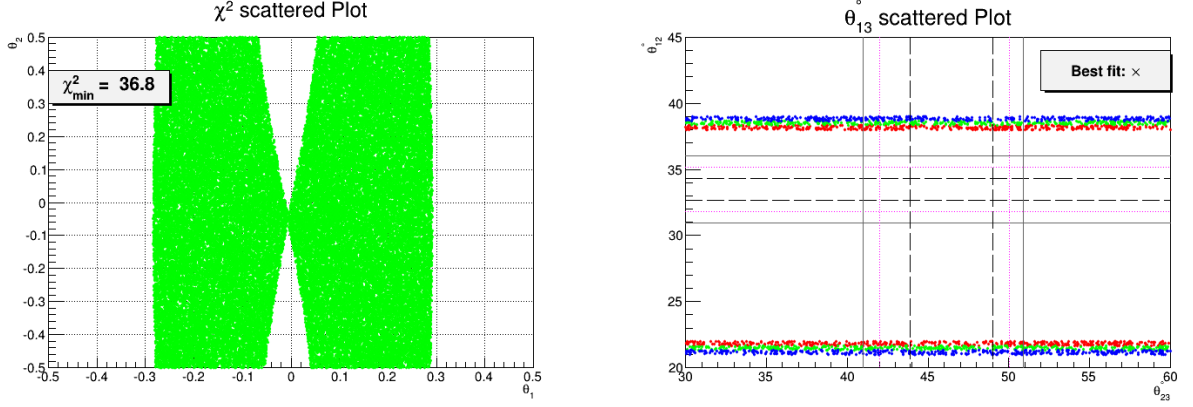 χ² scattered Plot
θ₂
0.5
0.4
0.3
0.2
0.1
0
-0.1
-0.2
-0.3
-0.4
-0.5
χ²min = 36.8
-0.5 -0.4 -0.3 -0.2 -0.1 0 0.1 0.2 0.3 0.4 0.5
θ₁
θ°₁₃ scattered Plot
θ°₁₂
45
40
35
30
25
20
Best fit: ×
30 35 40 45 50 55 60
θ°₂₃